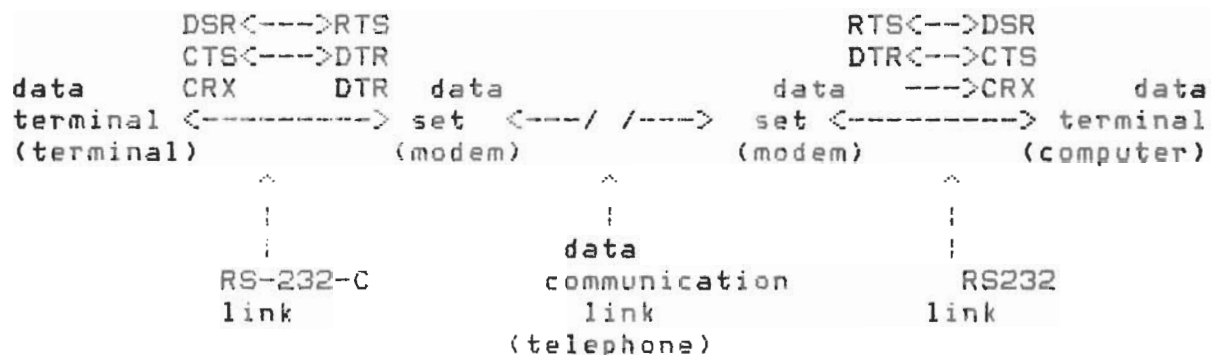 DSR<--->RTS RTS<-->DSR
CTS<---->DTR DTR<-->CTS
data CRX DTR data data --->CRX data
terminal <-----------> set <---/ /----> set <----------> terminal
(terminal) (modem) (modem) (computer)
^ ^ ^
¦ ¦ ¦
¦ data ¦
RS-232-C communication RS232
link link link
(telephone)